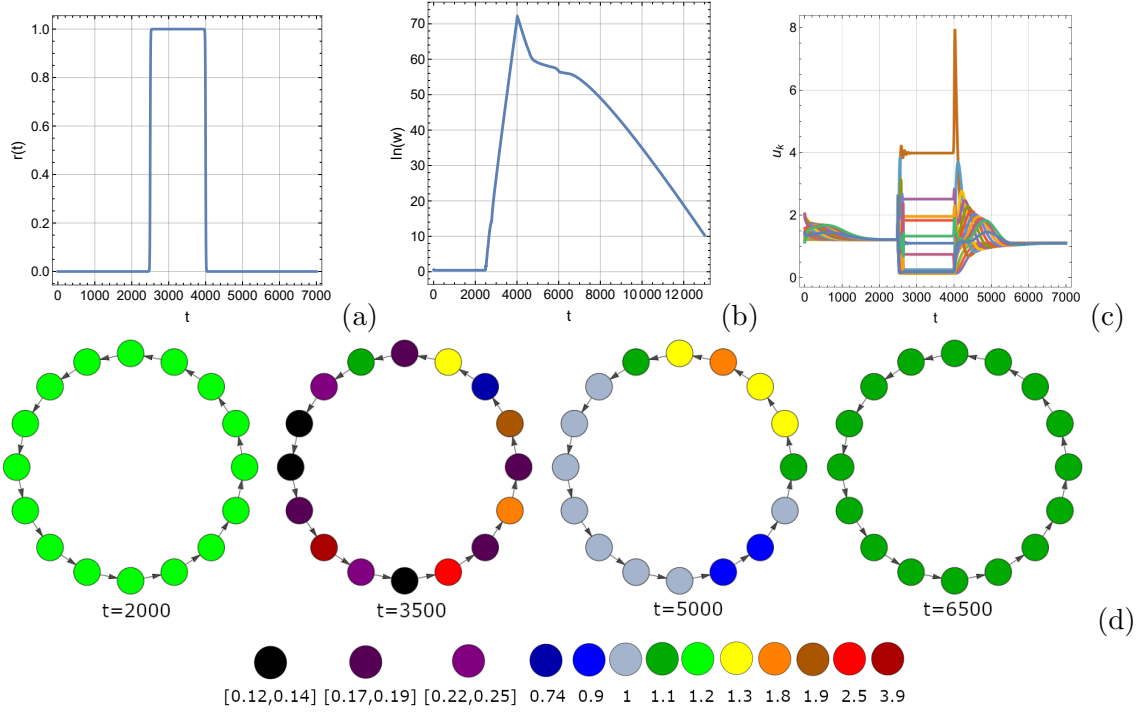 1.0
0.8
0.6
0.4
0.2
0.0
r(t)
0 1000 2000 3000 4000 5000 6000 7000
t
(a)
70
60
50
40
30
20
10
0
ln(w)
0 2000 4000 6000 8000 10000 12000
t
(b)
8
6
4
2
0
u_k
0 1000 2000 3000 4000 5000 6000 7000
t
(c)
t=2000 t=3500 t=5000 t=6500
(d)
[0.12,0.14] [0.17,0.19] [0.22,0.25] 0.74 0.9 1 1.1 1.2 1.3 1.8 1.9 2.5 3.9